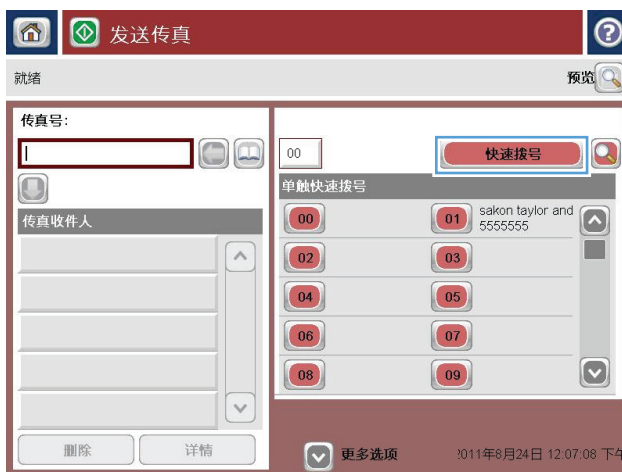 发送传真
?
就绪
预览
传真号:
00
快速拨号
单触快速拨号
传真收件人
00
01
sakon taylor and
5555555
02
03
04
05
06
07
08
09
删除
详情
更多选项
2011年8月24日 12:07:08 下午